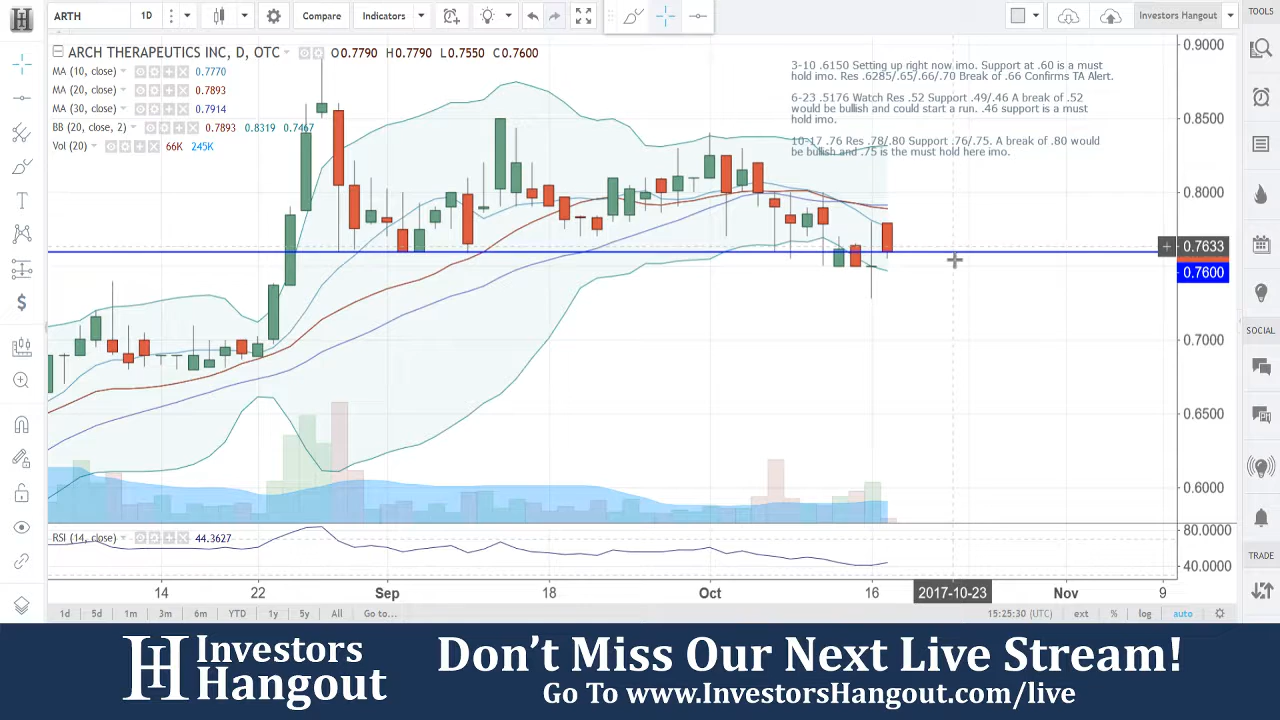 ARTH 1D Compare Indicators Investors Hangout TOOLS
ARCH THERAPEUTICS INC, D, OTC O0.7790 H0.7790 L0.7550 C0.7600
MA (10, close) 0.7770
MA (20, close) 0.7893
MA (30, close) 0.7914
BB (20, close, 2) 0.7893 0.8319 0.7467
Vol (20) 66K 245K
3-10 .6150 Setting up right now imo. Support at .60 is a must
hold imo. Res .6285/.65/.66/.70 Break of .66 Confirms TA Alert.
6-23 .5176 Watch Res .52 Support .49/.46 A break of .52
would be bullish and could start a run. .46 support is a must
hold imo.
10-17 .76 Res .78/.80 Support .76/.75. A break of .80 would
be bullish and .75 is the must hold here imo.
0.9000
0.8500
0.8000
0.7633
0.7600
0.7000
0.6500
0.6000
SOCIAL
RSI (14, close) 44.3627
80.0000
40.0000
TRADE
14 22 Sep 18 Oct 16 2017-10-23 Nov 9
1d 5d 1m 3m 6m YTD 1y 5y All Go to... 15:25:30 (UTC) ext % log auto
Investors
Hangout
Don't Miss Our Next Live Stream!
Go To www.InvestorsHangout.com/live